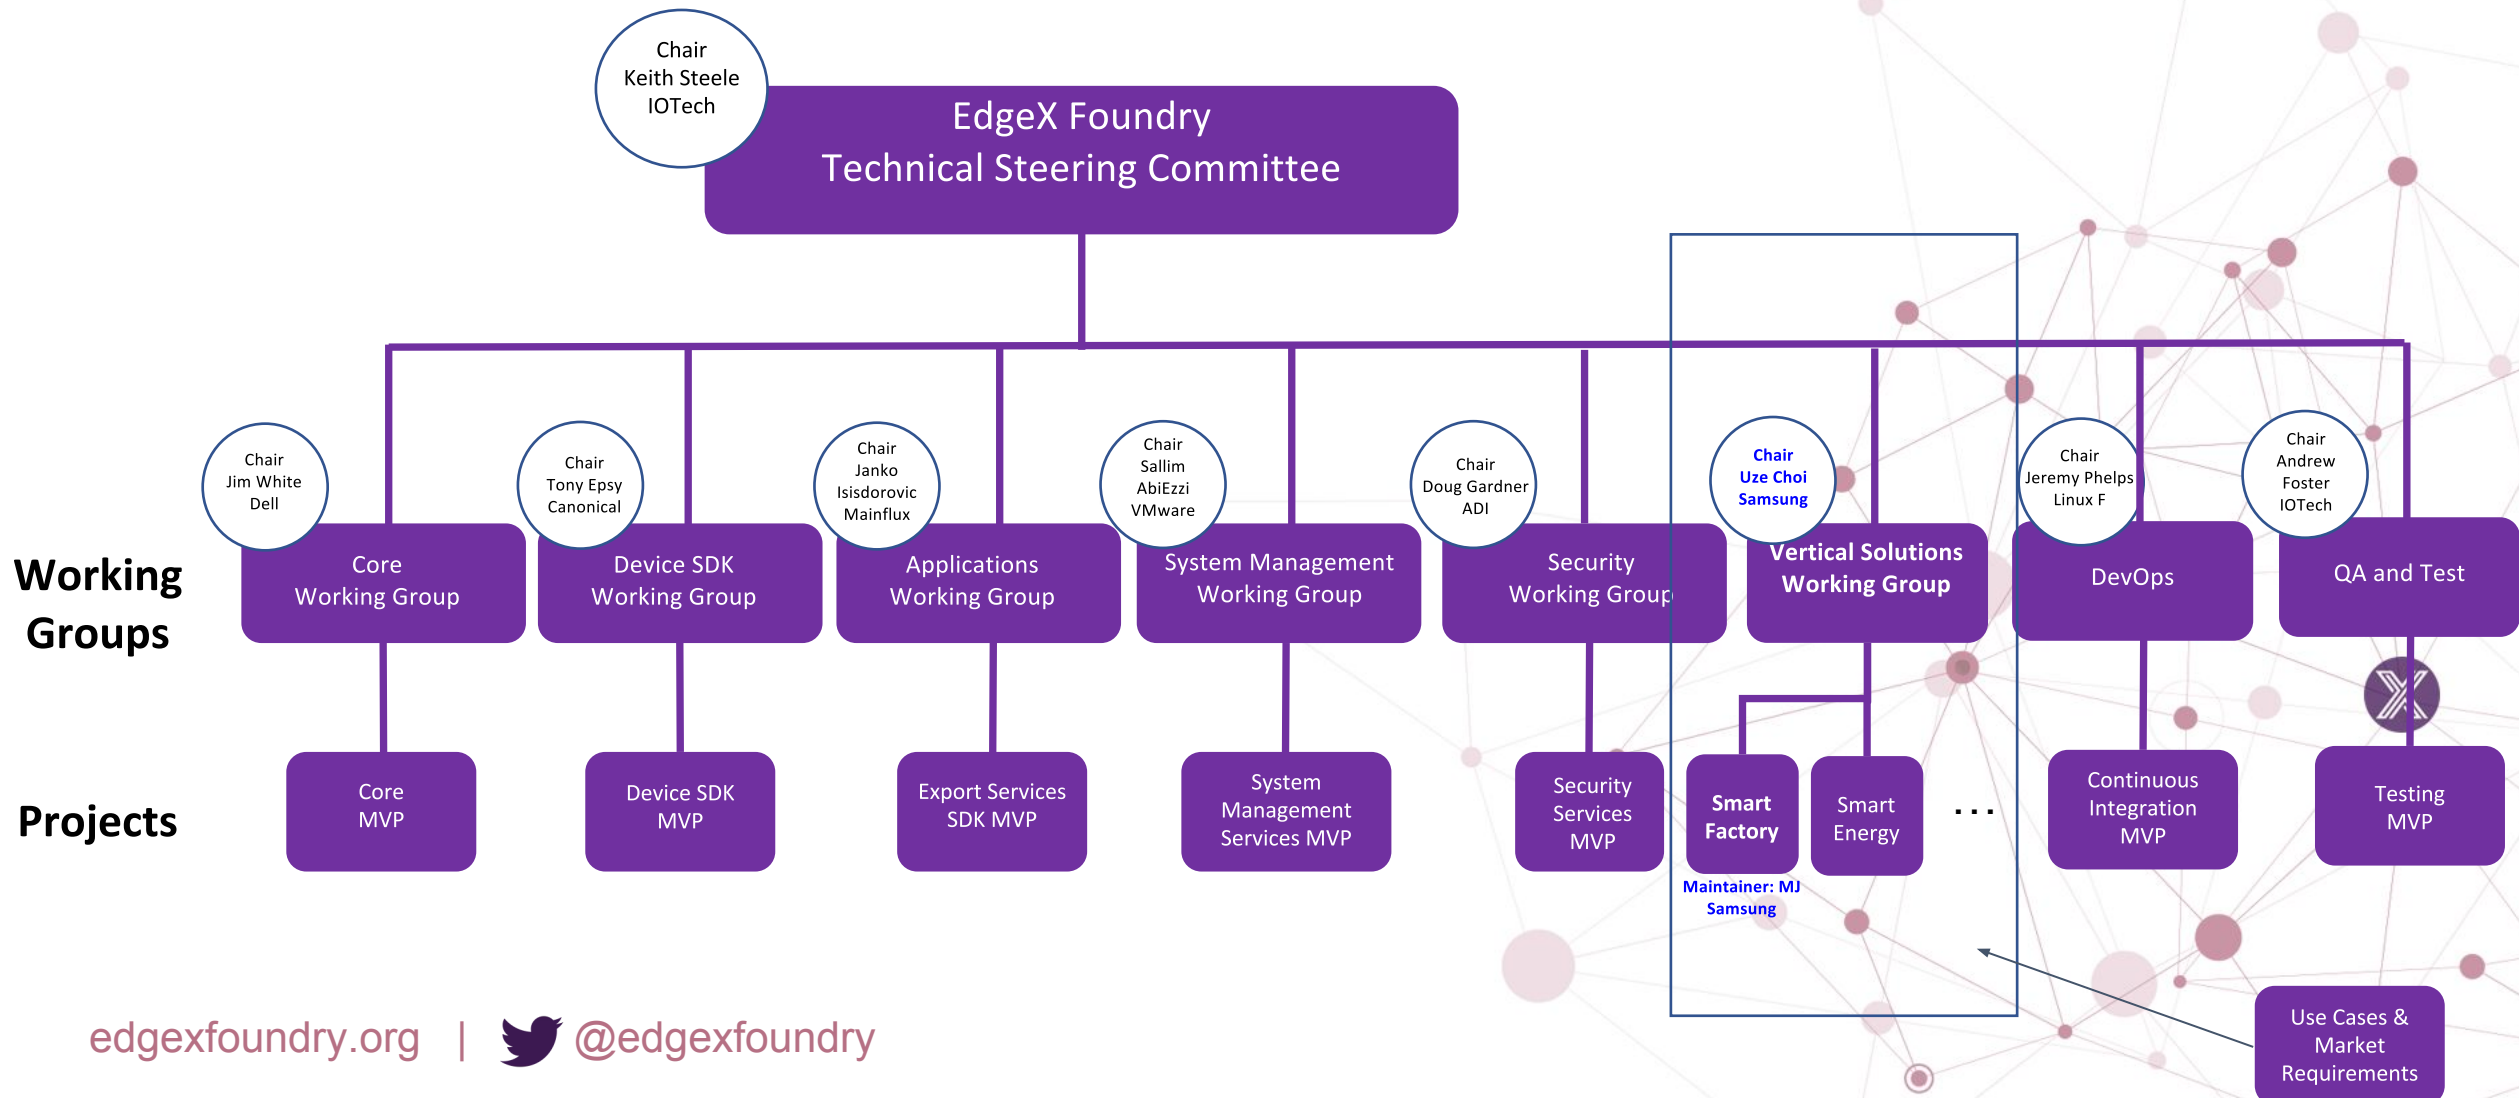 Chair
Keith Steele
IOTech
EdgeX Foundry
Technical Steering Committee
Chair
Jim White
Dell
Chair
Tony Epsy
Canonical
Chair
Janko
Isisdorovic
Mainflux
Chair
Sallim
AbiEzzi
VMware
Chair
Doug Gardner
ADI
Chair
Uze Choi
Samsung
Chair
Jeremy Phelps
Linux F
Chair
Andrew
Foster
IOTech
Working
Groups
Core
Working Group
Device SDK
Working Group
Applications
Working Group
System Management
Working Group
Security
Working Group
Vertical Solutions
Working Group
DevOps
QA and Test
Projects
Core
MVP
Device SDK
MVP
Export Services
SDK MVP
System
Management
Services MVP
Security
Services
MVP
Smart
Factory
Smart
Energy
...
Continuous
Integration
MVP
Testing
MVP
Maintainer: MJ
Samsung
Use Cases &
Market
Requirements
edgexfoundry.org | @edgexfoundry